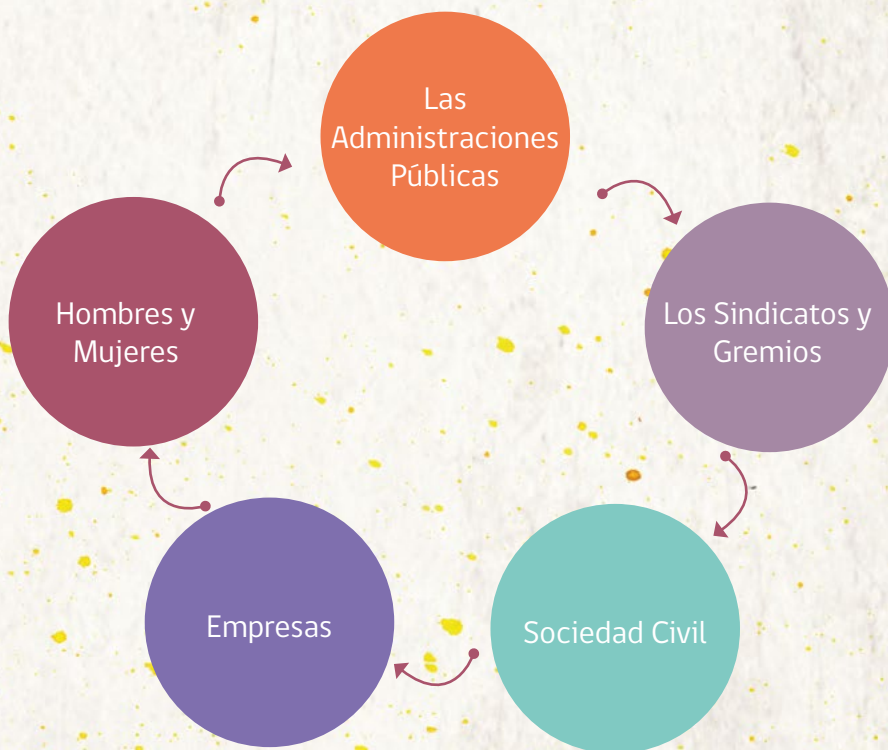 Las
Administraciones
Públicas
Los Sindicatos y
Gremios
Sociedad Civil
Empresas
Hombres y
Mujeres